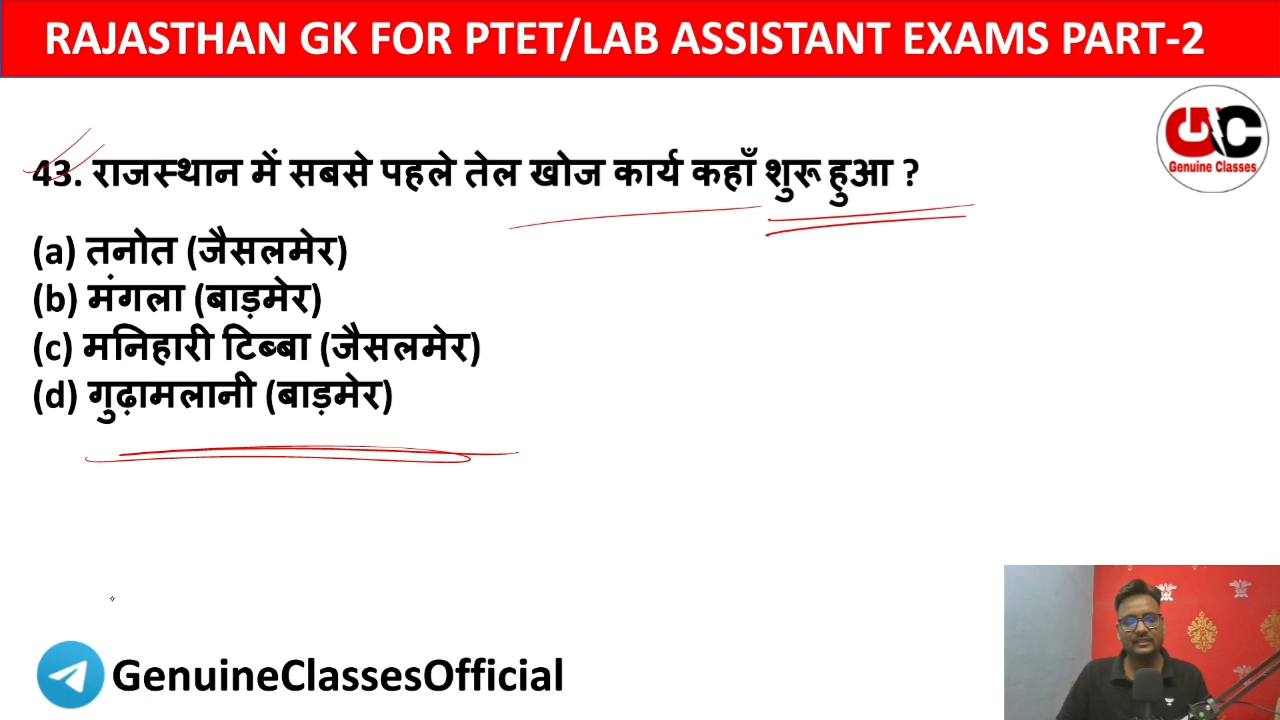 RAJASTHAN GK FOR PTET/LAB ASSISTANT EXAMS PART-2
GC
Genuine Classes
43. राजस्थान में सबसे पहले तेल खोज कार्य कहाँ शुरू हुआ ?
(a) तनोत (जैसलमेर)
(b) मंगला (बाड़मेर)
(c) मनिहारी टिब्बा (जैसलमेर)
(d) गुढ़ामलानी (बाड़मेर)
GenuineClassesOfficial